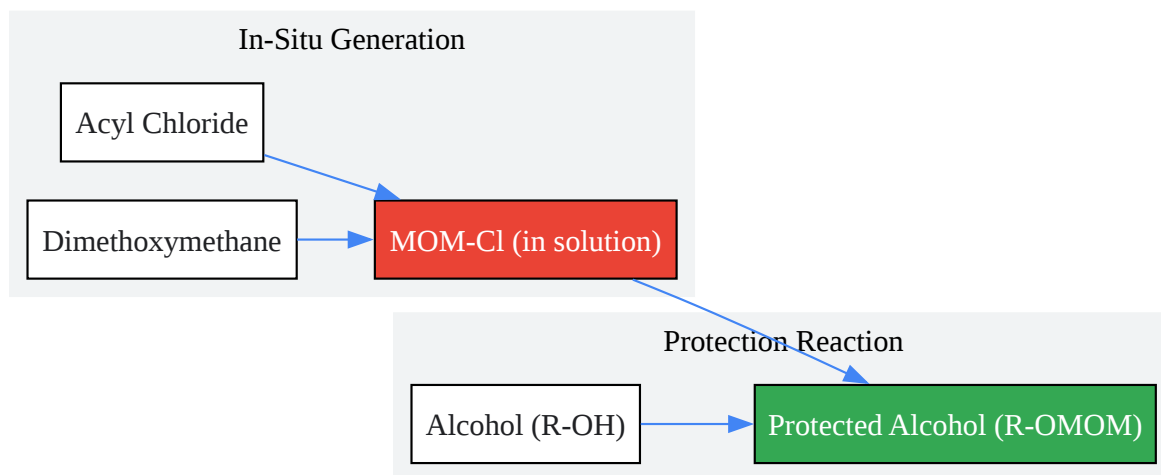 In-Situ Generation
Acyl Chloride
Dimethoxymethane
MOM-Cl (in solution)
Protection Reaction
Alcohol (R-OH)
Protected Alcohol (R-OMOM)